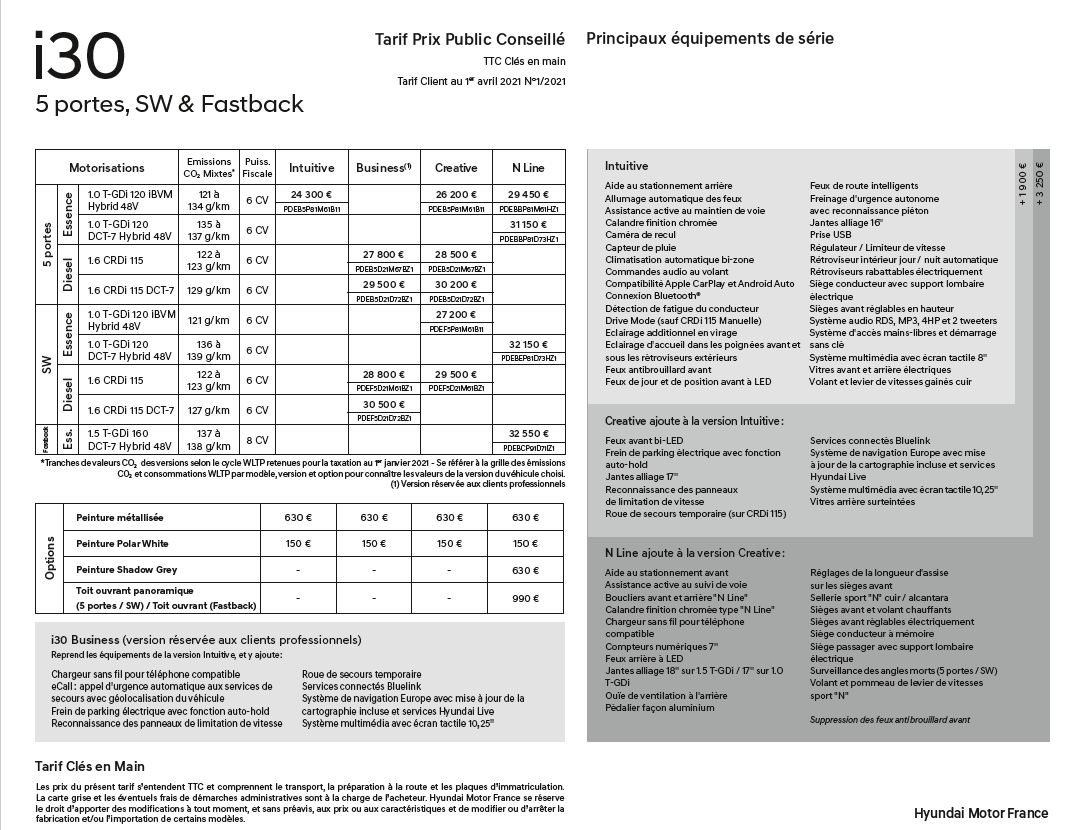 i30
5 portes, SW & Fastback
Tarif Prix Public Conseillé
TTC Clés en main
Tarif Client au 1er avril 2021 N°1/2021
Motorisations
Emissions
CO₂ Mixtes*
Puiss.
Fiscale
Intuitive
Business(1)
Creative
N Line
5 portes
Essence
1.0 T-GDi 120 iBVM
Hybrid 48V
121 à
134 g/km
6 CV
24 300 €
PDEB5P81M61B11
26 200 €
PDEB5P81M61B11
29 450 €
PDEBBP81M61HZ1
1.0 T-GDi 120
DCT-7 Hybrid 48V
135 à
137 g/km
6 CV
31 150 €
PDEBBP81D73HZ1
Diesel
1.6 CRDi 115
122 à
123 g/km
6 CV
27 800 €
PDEB5D21M67BZ1
28 500 €
PDEB5D21M67BZ1
1.6 CRDi 115 DCT-7
129 g/km
6 CV
29 500 €
PDEB5D21D72BZ1
30 200 €
PDEB5D21D72BZ1
SW
Essence
1.0 T-GDi 120 iBVM
Hybrid 48V
121 g/km
6 CV
27 200 €
PDEF5P81M61B11
1.0 T-GDi 120
DCT-7 Hybrid 48V
136 à
139 g/km
6 CV
32 150 €
PDEBEP81D73HZ1
Diesel
1.6 CRDi 115
122 à
123 g/km
6 CV
28 800 €
PDEF5D21M61BZ1
29 500 €
PDEF5D21M61BZ1
1.6 CRDi 115 DCT-7
127 g/km
6 CV
30 500 €
PDEF5D21D72BZ1
Fastback
Ess.
1.5 T-GDi 160
DCT-7 Hybrid 48V
137 à
138 g/km
8 CV
32 550 €
PDEBCP91D71IZ1
*Tranches de valeurs CO₂ des versions selon le cycle WLTP retenues pour la taxation au 1er janvier 2021 - Se référer à la grille des émissions
CO₂ et consommations WLTP par modèle, version et option pour connaître les valeurs de la version du véhicule choisi.
(1) Version réservée aux clients professionnels
Options
Peinture métallisée
630 €
630 €
630 €
630 €
Peinture Polar White
150 €
150 €
150 €
150 €
Peinture Shadow Grey
-
-
-
630 €
Toit ouvrant panoramique
(5 portes / SW) / Toit ouvrant (Fastback)
-
-
-
990 €
i30 Business (version réservée aux clients professionnels)
Reprend les équipements de la version Intuitive, et y ajoute :
Chargeur sans fil pour téléphone compatible
eCall : appel d'urgence automatique aux services de
secours avec géolocalisation du véhicule
Frein de parking électrique avec fonction auto-hold
Reconnaissance des panneaux de limitation de vitesse
Roue de secours temporaire
Services connectés Bluelink
Système de navigation Europe avec mise à jour de la
cartographie incluse et services Hyundai Live
Système multimédia avec écran tactile 10,25"
Tarif Clés en Main
Les prix du présent tarif s'entendent TTC et comprennent le transport, la préparation à la route et les plaques d'immatriculation.
La carte grise et les éventuels frais de démarches administratives sont à la charge de l'acheteur. Hyundai Motor France se réserve
le droit d'apporter des modifications à tout moment, et sans préavis, aux prix ou aux caractéristiques et de modifier ou d'arrêter la
fabrication et/ou l'importation de certains modèles.
Principaux équipements de série
+ 1 900 €
+ 3 250 €
Intuitive
Aide au stationnement arrière
Allumage automatique des feux
Assistance active au maintien de voie
Calandre finition chromée
Caméra de recul
Capteur de pluie
Climatisation automatique bi-zone
Commandes audio au volant
Compatibilité Apple CarPlay et Android Auto
Connexion Bluetooth®
Détection de fatigue du conducteur
Drive Mode (sauf CRDi 115 Manuelle)
Eclairage additionnel en virage
Eclairage d'accueil dans les poignées avant et
sous les rétroviseurs extérieurs
Feux antibrouillard avant
Feux de jour et de position avant à LED
Feux de route intelligents
Freinage d'urgence autonome
avec reconnaissance piéton
Jantes alliage 16"
Prise USB
Régulateur / Limiteur de vitesse
Rétroviseur intérieur jour / nuit automatique
Rétroviseurs rabattables électriquement
Siège conducteur avec support lombaire
électrique
Sièges avant réglables en hauteur
Système audio RDS, MP3, 4HP et 2 tweeters
Système d'accès mains-libres et démarrage
sans clé
Système multimédia avec écran tactile 8"
Vitres avant et arrière électriques
Volant et levier de vitesses gainés cuir
Creative ajoute à la version Intuitive :
Feux avant bi-LED
Frein de parking électrique avec fonction
auto-hold
Jantes alliage 17"
Reconnaissance des panneaux
de limitation de vitesse
Roue de secours temporaire (sur CRDi 115)
Services connectés Bluelink
Système de navigation Europe avec mise
à jour de la cartographie incluse et services
Hyundai Live
Système multimédia avec écran tactile 10,25"
Vitres arrière surteintées
N Line ajoute à la version Creative :
Aide au stationnement avant
Assistance active au suivi de voie
Boucliers avant et arrière "N Line"
Calandre finition chromée type "N Line"
Chargeur sans fil pour téléphone
compatible
Compteurs numériques 7"
Feux arrière à LED
Jantes alliage 18" sur 1.5 T-GDi / 17" sur 1.0
T-GDi
Ouïe de ventilation à l'arrière
Pédalier façon aluminium
Réglages de la longueur d'assise
sur les sièges avant
Sellerie sport "N" cuir / alcantara
Sièges avant et volant chauffants
Sièges avant réglables électriquement
Siège conducteur à mémoire
Siège passager avec support lombaire
électrique
Surveillance des angles morts (5 portes / SW)
Volant et pommeau de levier de vitesses
sport "N"
Suppression des feux antibrouillard avant
Hyundai Motor France